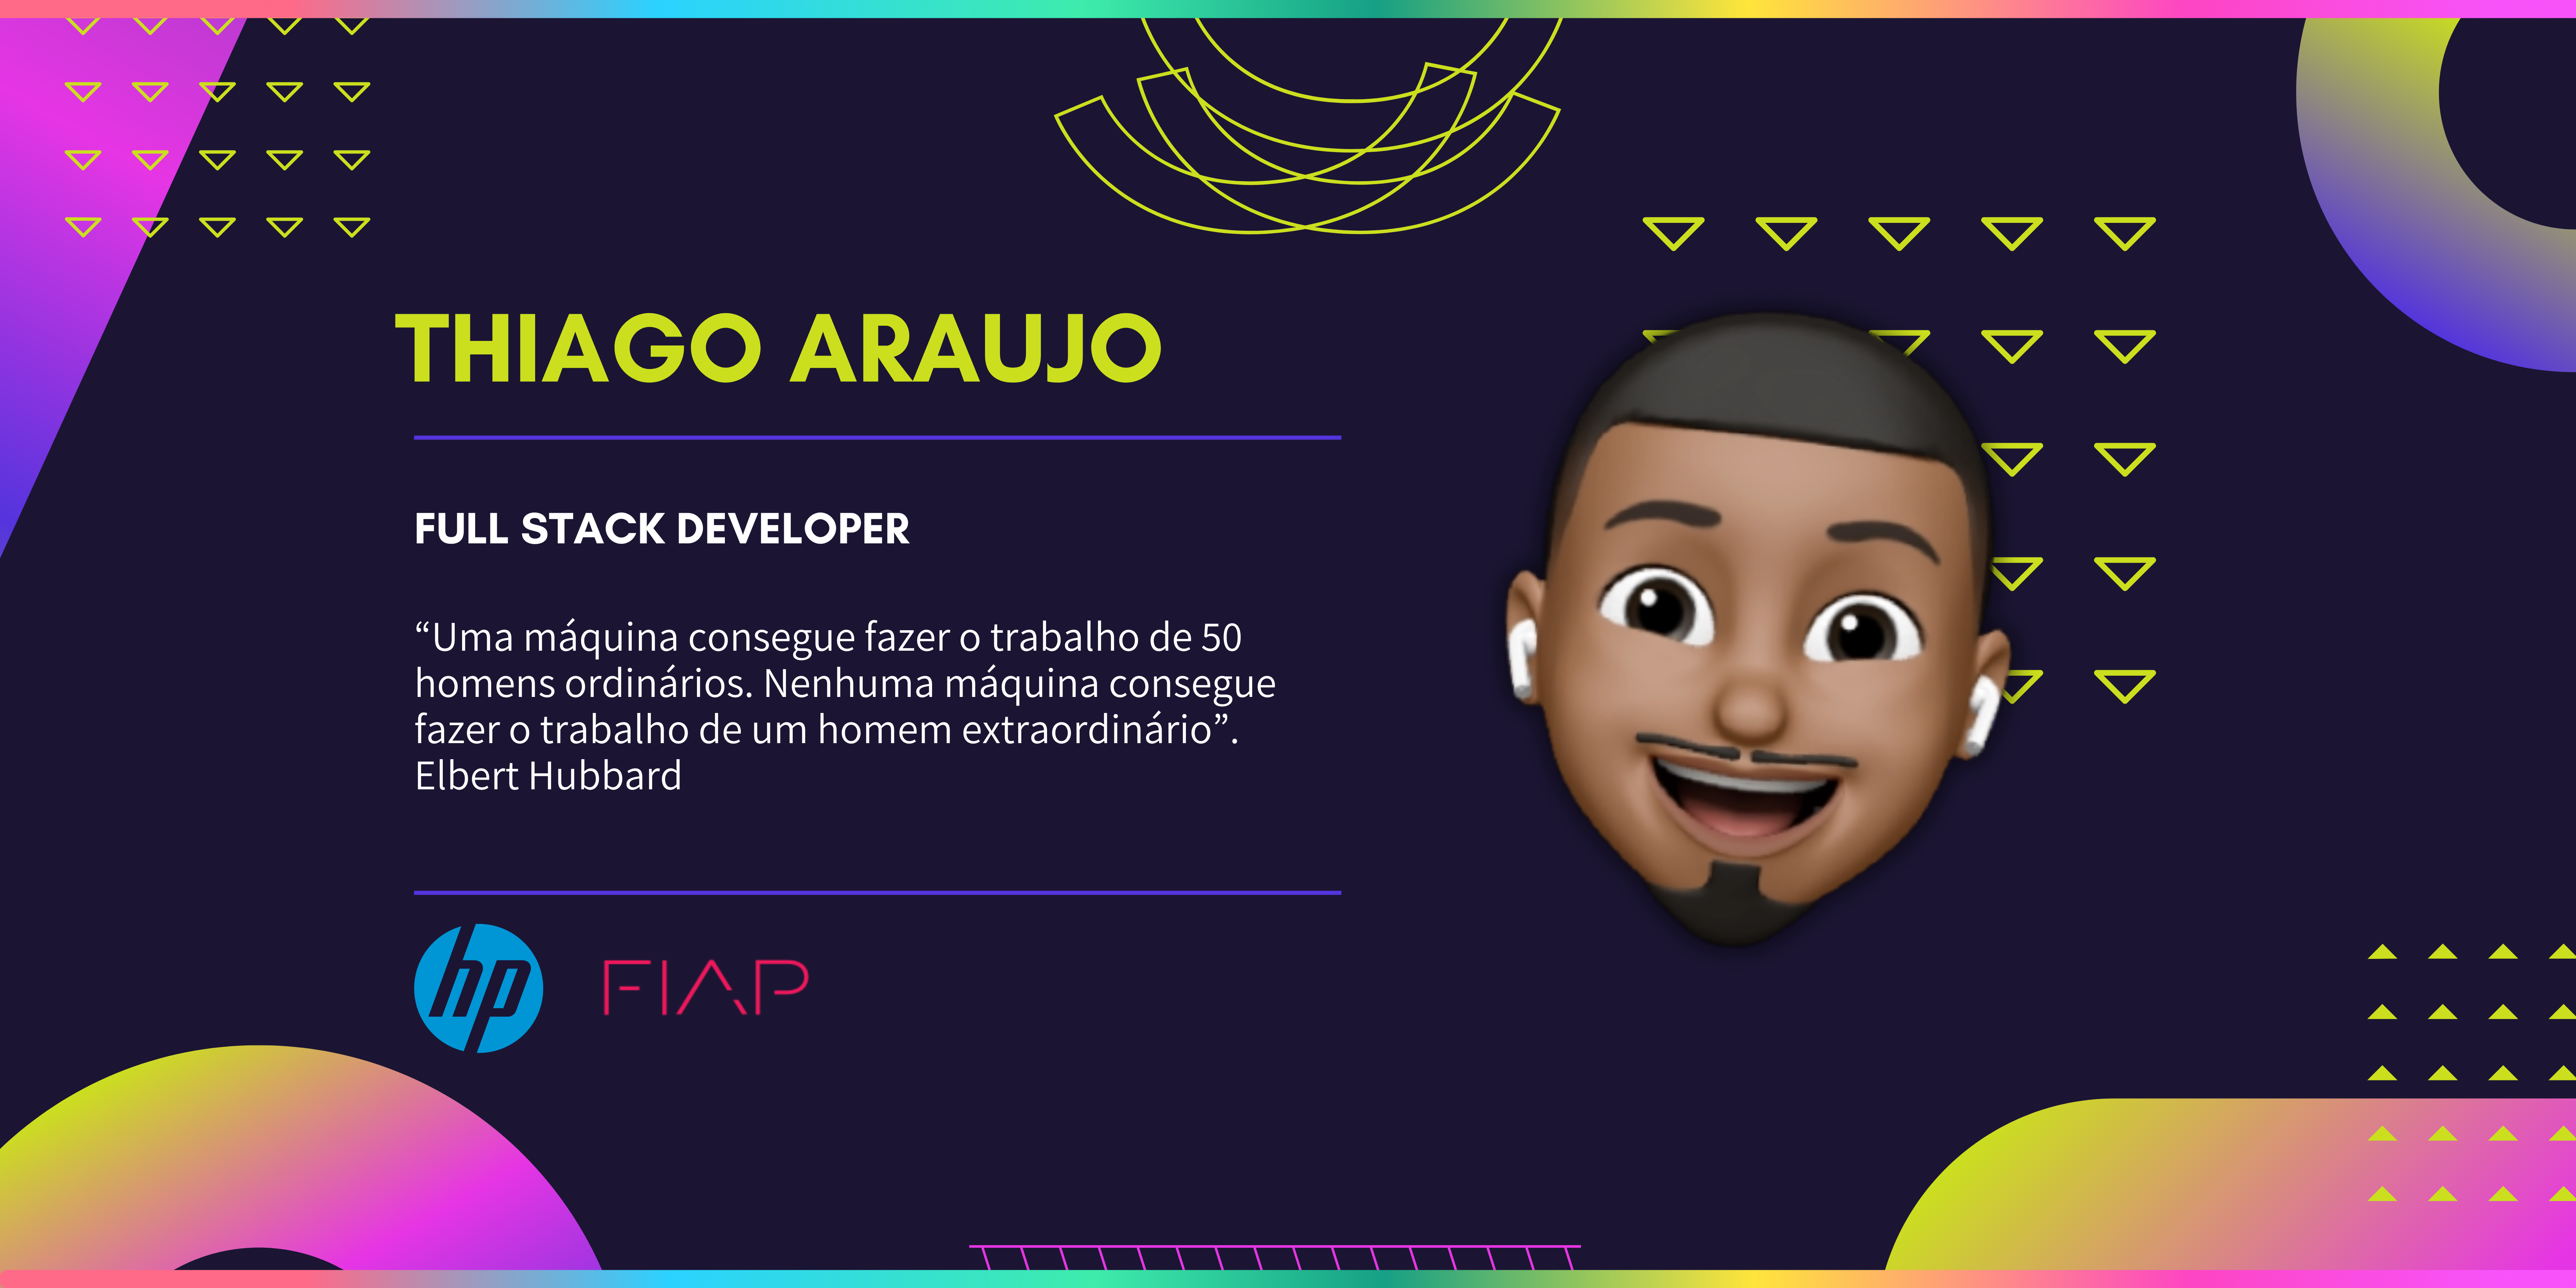 THIAGO ARAUJO
FULL STACK DEVELOPER
“Uma máquina consegue fazer o trabalho de 50
homens ordinários. Nenhuma máquina consegue
fazer o trabalho de um homem extraordinário”.
Elbert Hubbard
hp FIAP